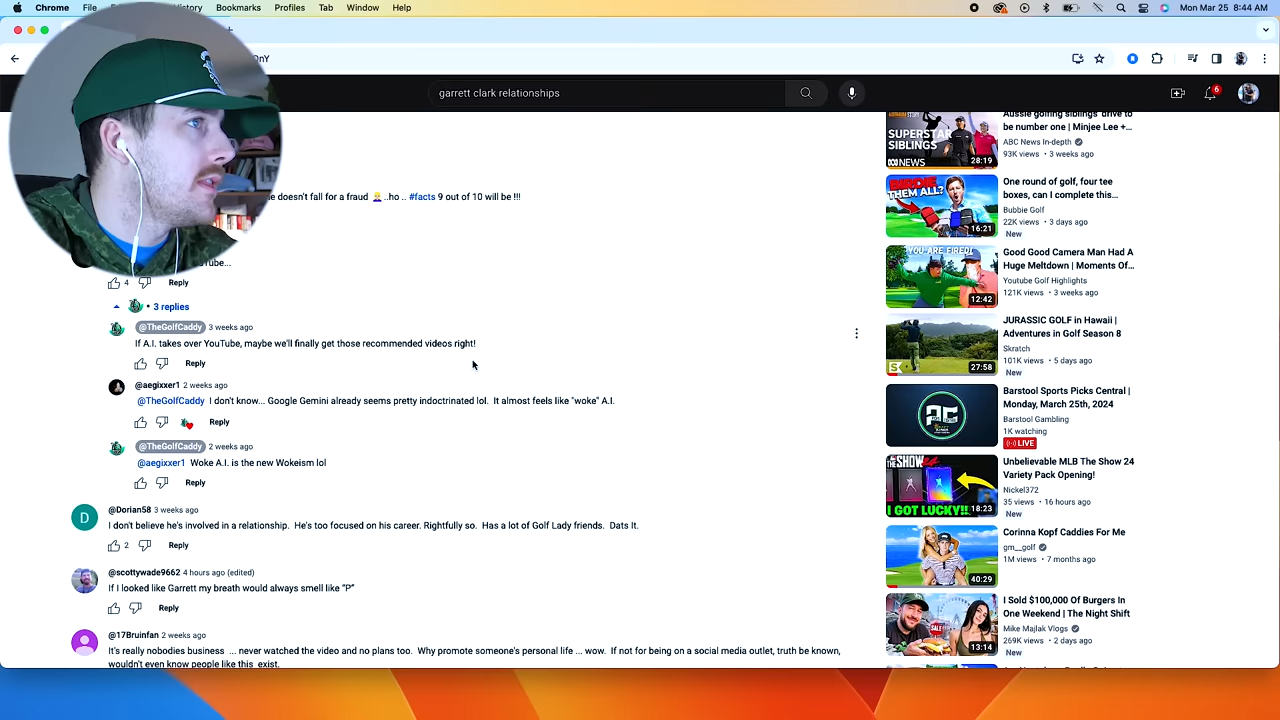 Chrome File History Bookmarks Profiles Tab Window Help Mon Mar 25 8:44 AM
OnY
6
garrett clark relationships
doesn't fall for a fraud ..ho .. #facts 9 out of 10 will be !!!
4 Reply
3 replies
@TheGolfCaddy 3 weeks ago
If A.I. takes over YouTube, maybe we'll finally get those recommended videos right!
Reply
@aegixxer1 2 weeks ago
@TheGolfCaddy I don't know... Google Gemini already seems pretty indoctrinated lol. It almost feels like "woke" A.I.
Reply
@TheGolfCaddy 2 weeks ago
@aegixxer1 Woke A.I. is the new Wokeism lol
Reply
D
@Dorian58 3 weeks ago
I don't believe he's involved in a relationship. He's too focused on his career. Rightfully so. Has a lot of Golf Lady friends. Dats It.
2 Reply
@scottywade9662 4 hours ago (edited)
If I looked like Garrett my breath would always smell like "P"
Reply
@17Bruinfan 2 weeks ago
It's really nobodies business ... never watched the video and no plans too. Why promote someone's personal life ... wow. If not for being on a social media outlet, truth be known,
wouldn't even know people like this exist.
SUPERSTAR
SIBLINGS
NEWS
28:19
Aussie golfing siblings' drive to
be number one | Minjee Lee +...
ABC News In-depth
93K views • 3 weeks ago
BIRDIE
THEM ALL?
16:21
One round of golf, four tee
boxes, can I complete this...
Bubbie Golf
22K views • 3 days ago
New
YOU ARE FIRED!
12:42
Good Good Camera Man Had A
Huge Meltdown | Moments Of...
Youtube Golf Highlights
121K views • 3 weeks ago
S
27:58
JURASSIC GOLF in Hawaii |
Adventures in Golf Season 8
Skratch
101K views • 5 days ago
New
Barstool Sports Picks Central |
Monday, March 25th, 2024
Barstool Gambling
1K watching
LIVE
THE SHOW 24
I GOT LUCKY!!
18:23
Unbelievable MLB The Show 24
Variety Pack Opening!
Nickel372
35 views • 16 hours ago
New
40:29
Corinna Kopf Caddies For Me
gm__golf
1M views • 7 months ago
SALE
13:14
I Sold $100,000 Of Burgers In
One Weekend | The Night Shift
Mike Majlak Vlogs
269K views • 2 days ago
New